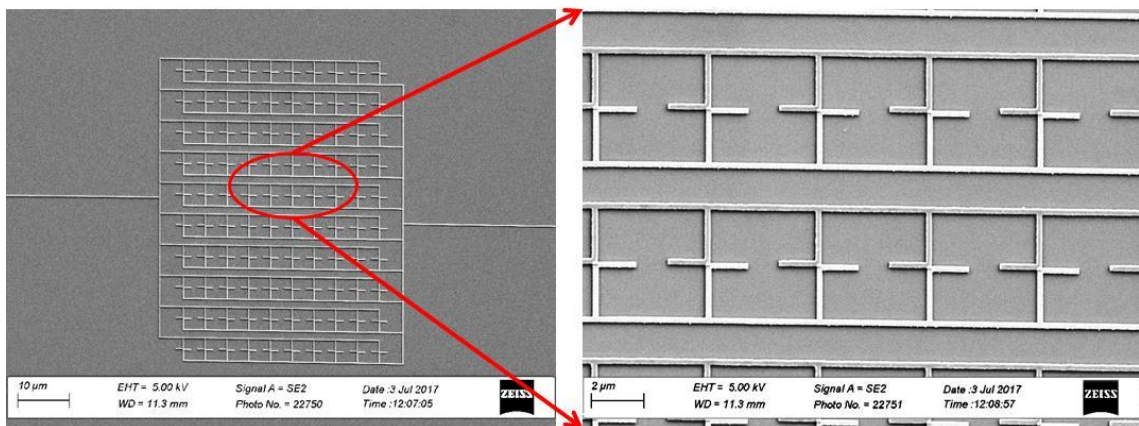 10 µm
EHT = 5.00 kV Signal A = SE2 Date :3 Jul 2017
WD = 11.3 mm Photo No. = 22750 Time :12:07:05
ZEISS
2 µm
EHT = 5.00 kV Signal A = SE2 Date :3 Jul 2017
WD = 11.3 mm Photo No. = 22751 Time :12:08:57
ZEISS